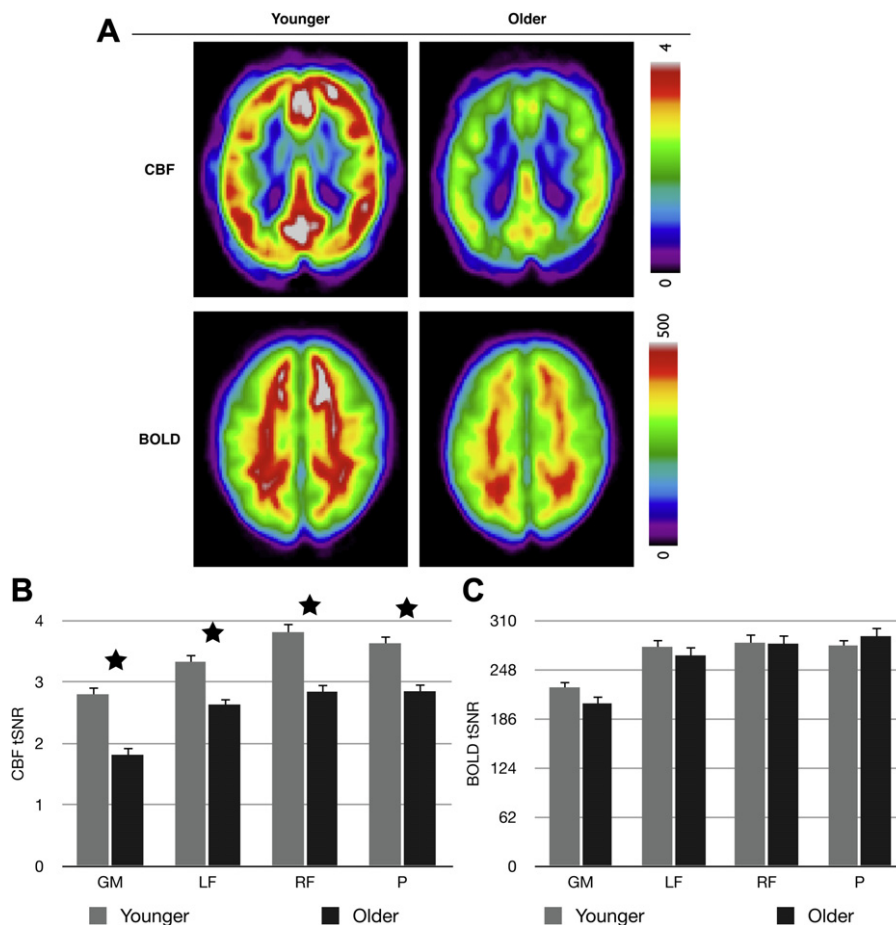 A
Younger
Older
CBF
4
0
BOLD
500
0
B
CBF tSNR
4
3
2
1
0
GM
LF
RF
P
Younger
Older
C
BOLD tSNR
310
248
186
124
62
0
GM
LF
RF
P
Younger
Older